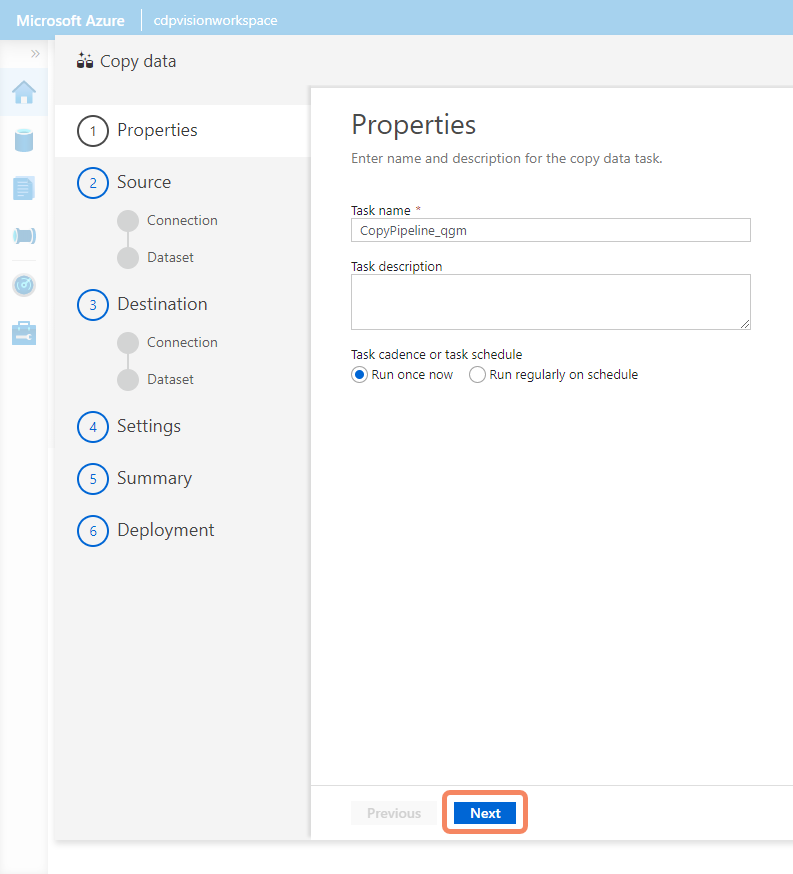 Microsoft Azure cdpvisionworkspace
»
Copy data
1 Properties
2 Source
Connection
Dataset
3 Destination
Connection
Dataset
4 Settings
5 Summary
6 Deployment
Properties
Enter name and description for the copy data task.
Task name *
CopyPipeline_qgm
Task description
Task cadence or task schedule
Run once now Run regularly on schedule
Previous Next